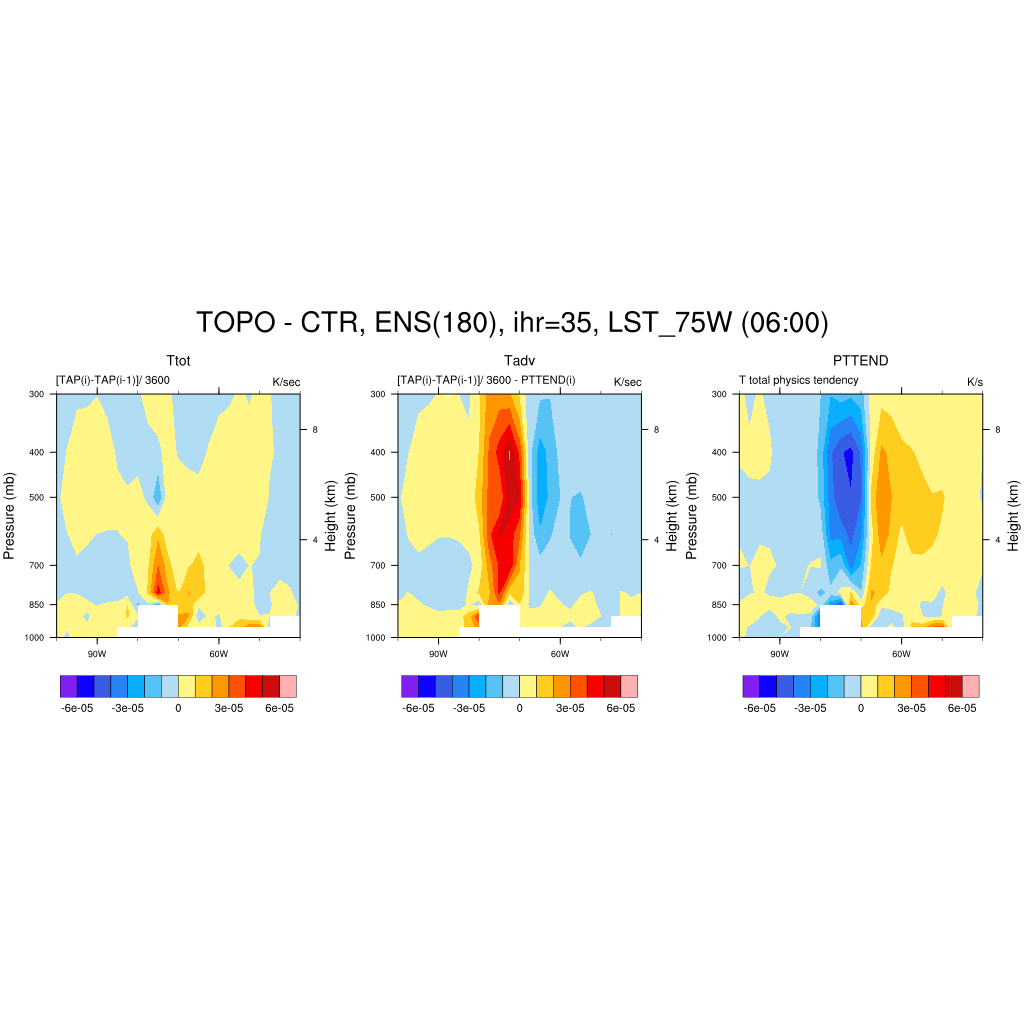 TOPO - CTR, ENS(180), ihr=35, LST_75W (06:00)
Ttot
[TAP(i)-TAP(i-1)]/ 3600 K/sec
300
400
500
700
850
1000
Pressure (mb)
8
4
Height (km)
90W 60W
-6e-05 -3e-05 0 3e-05 6e-05
Tadv
[TAP(i)-TAP(i-1)]/ 3600 - PTTEND(i) K/sec
300
400
500
700
850
1000
Pressure (mb)
8
4
Height (km)
90W 60W
-6e-05 -3e-05 0 3e-05 6e-05
PTTEND
T total physics tendency K/s
300
400
500
700
850
1000
Pressure (mb)
8
4
Height (km)
90W 60W
-6e-05 -3e-05 0 3e-05 6e-05